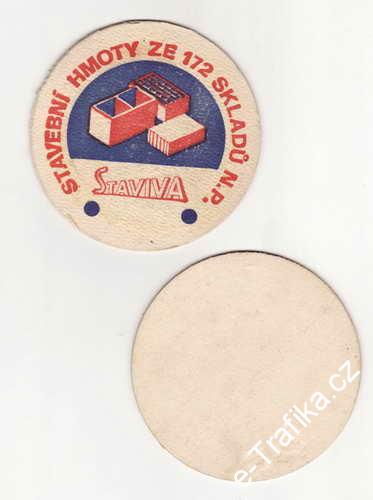 STAVEBNÍ HMOTY ZE 172 SKLADŮ N.P.
STAVIVA
e-Trafika.cz